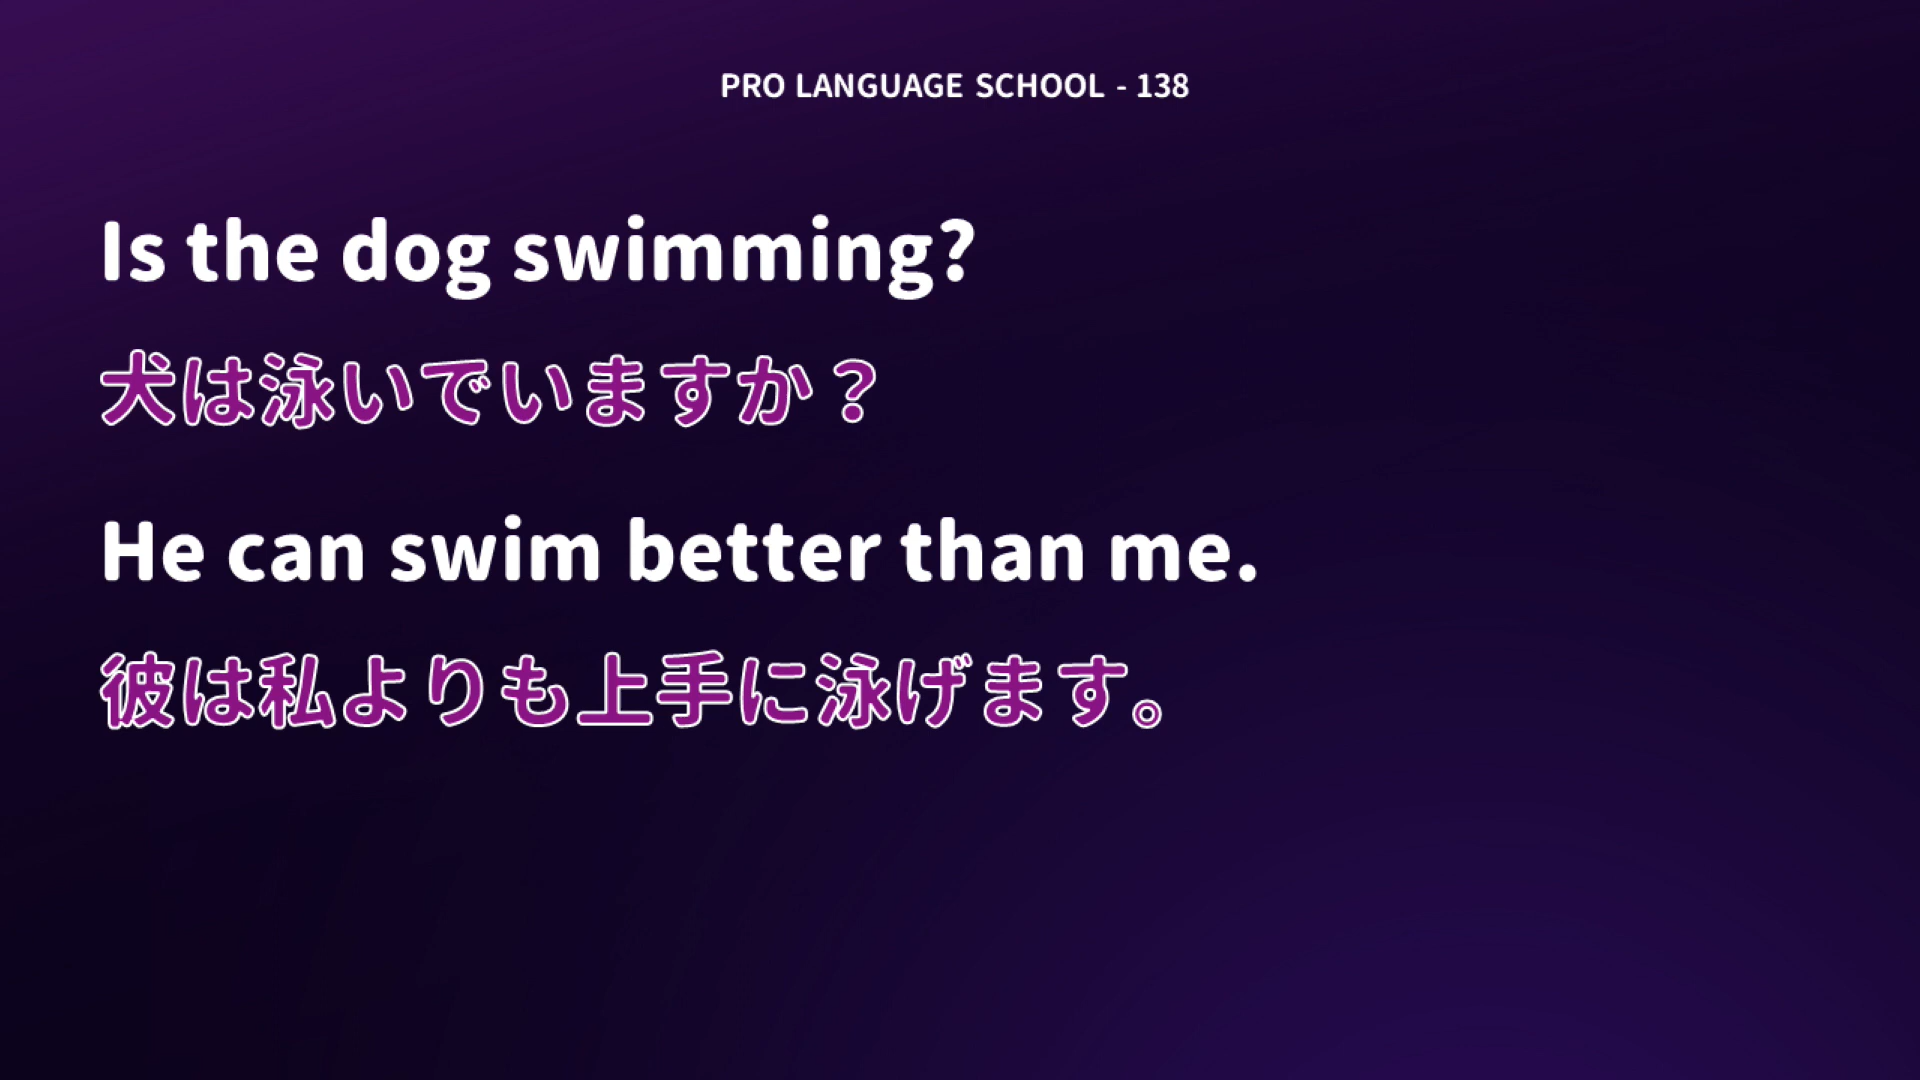 PRO LANGUAGE SCHOOL - 138
Is the dog swimming?
犬は泳いでいますか？
He can swim better than me.
彼は私よりも上手に泳げます。